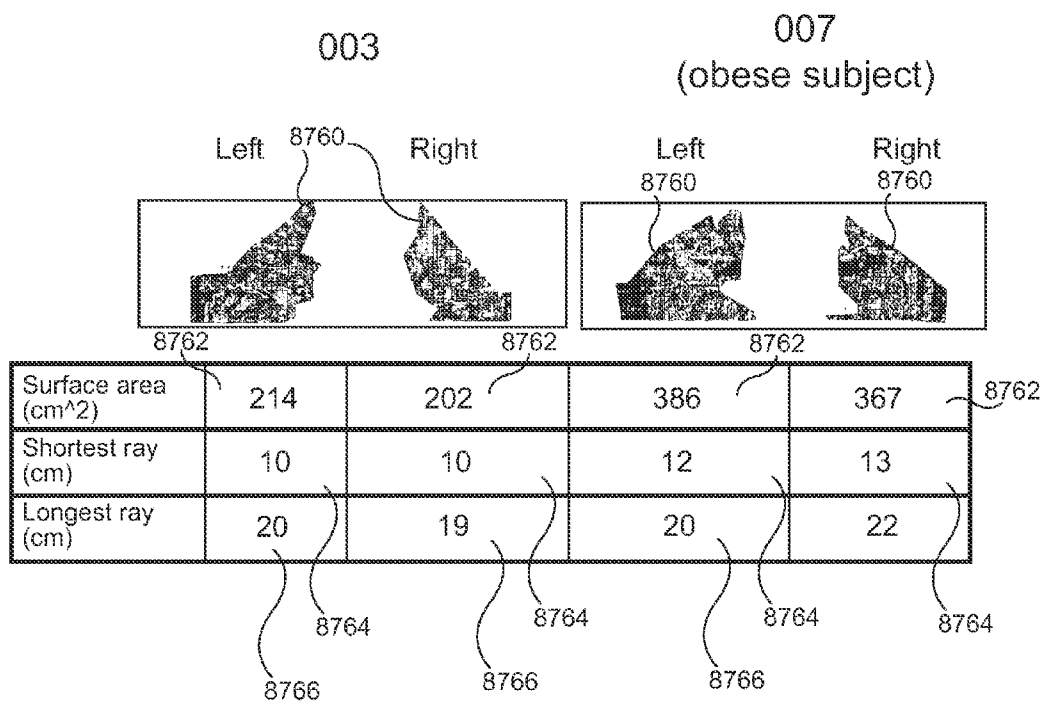 003
007
(obese subject)
Left
8760
Right
Left
8760
Right
8760
8762
8762
8762
Surface area
(cm^2)
214
202
386
367
8762
Shortest ray
(cm)
10
10
12
13
Longest ray
(cm)
20
19
20
22
8764
8764
8764
8764
8766
8766
8766